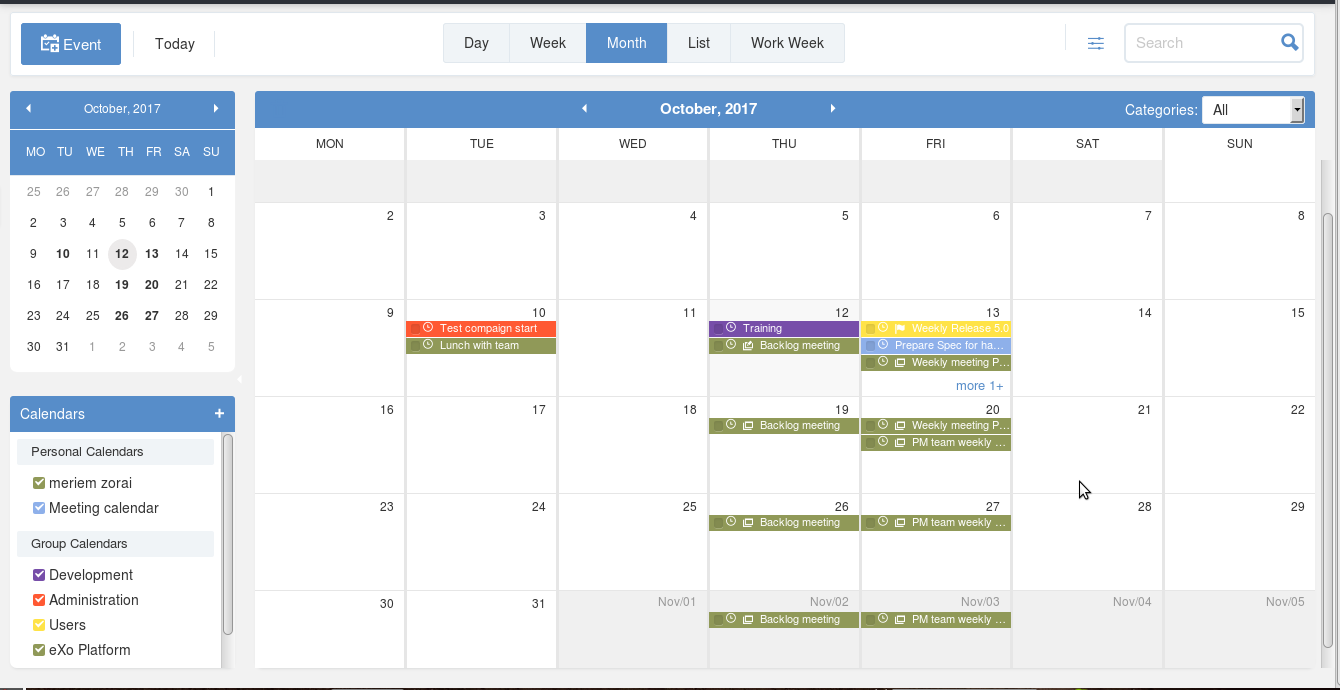 Event Today Day Week Month List Work Week Search
October, 2017
MO TU WE TH FR SA SU
25 26 27 28 29 30 1
2 3 4 5 6 7 8
9 10 11 12 13 14 15
16 17 18 19 20 21 22
23 24 25 26 27 28 29
30 31 1 2 3 4 5
Calendars +
Personal Calendars
meriem zorai
Meeting calendar
Group Calendars
Development
Administration
Users
eXo Platform
October, 2017 Categories: All
MON TUE WED THU FRI SAT SUN
2 3 4 5 6 7 8
9 10 11 12 13 14 15
Test compaign start Training Weekly Release 5.0
Lunch with team Backlog meeting Prepare Spec for ha...
Weekly meeting P...
more 1+
16 17 18 19 20 21 22
Backlog meeting Weekly meeting P...
PM team weekly ...
23 24 25 26 27 28 29
Backlog meeting PM team weekly ...
30 31 Nov/01 Nov/02 Nov/03 Nov/04 Nov/05
Backlog meeting PM team weekly ...